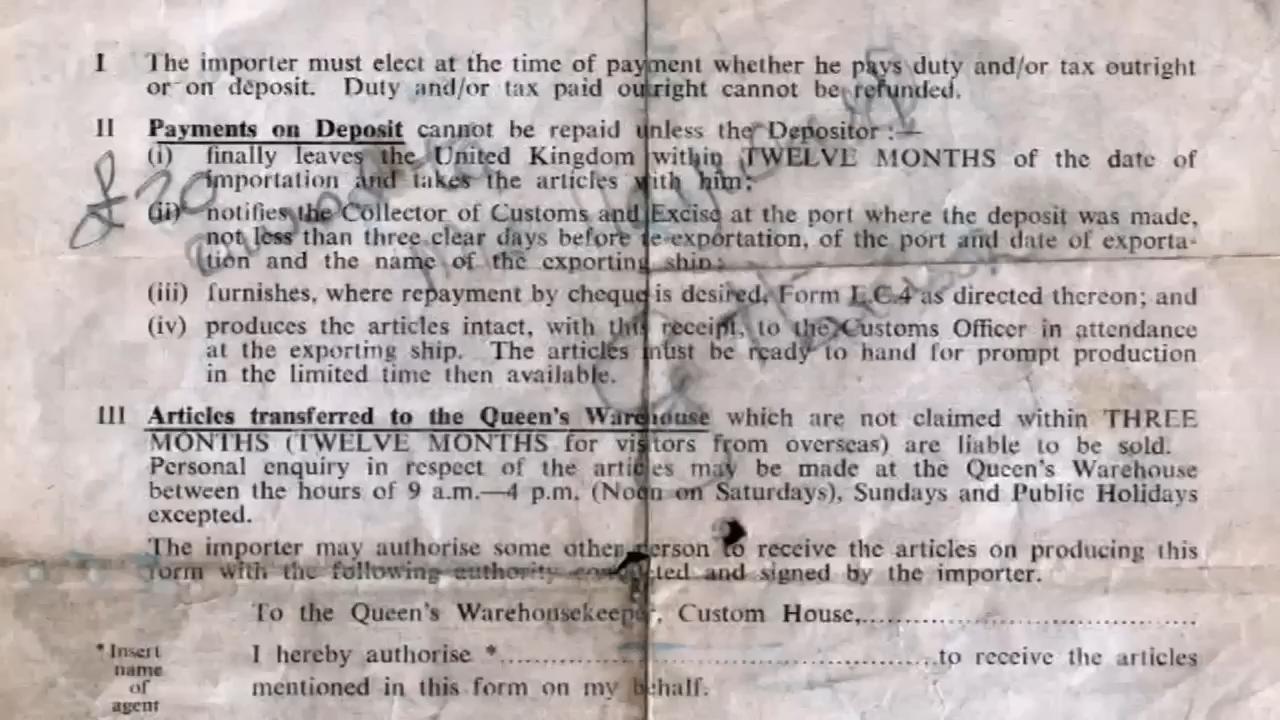 I The importer must elect at the time of payment whether he pays duty and/or tax outright
or on deposit. Duty and/or tax paid outright cannot be refunded.
II Payments on Deposit cannot be repaid unless the Depositor :—
(i) finally leaves the United Kingdom within TWELVE MONTHS of the date of
importation and takes the articles with him;
(ii) notifies the Collector of Customs and Excise at the port where the deposit was made,
not less than three clear days before re-exportation, of the port and date of exporta-
tion and the name of the exporting ship;
(iii) furnishes, where repayment by cheque is desired, Form E.C.4 as directed thereon; and
(iv) produces the articles intact, with this receipt, to the Customs Officer in attendance
at the exporting ship. The articles must be ready to hand for prompt production
in the limited time then available.
£20
III Articles transferred to the Queen's Warehouse which are not claimed within THREE
MONTHS (TWELVE MONTHS for visitors from overseas) are liable to be sold.
Personal enquiry in respect of the articles may be made at the Queen's Warehouse
between the hours of 9 a.m.—4 p.m. (Noon on Saturdays), Sundays and Public Holidays
excepted.
The importer may authorise some other person to receive the articles on producing this
form with the following authority completed and signed by the importer.
To the Queen's Warehousekeeper, Custom House,....................................
* Insert
name
of
agent
I hereby authorise *..............................................to receive the articles
mentioned in this form on my behalf.